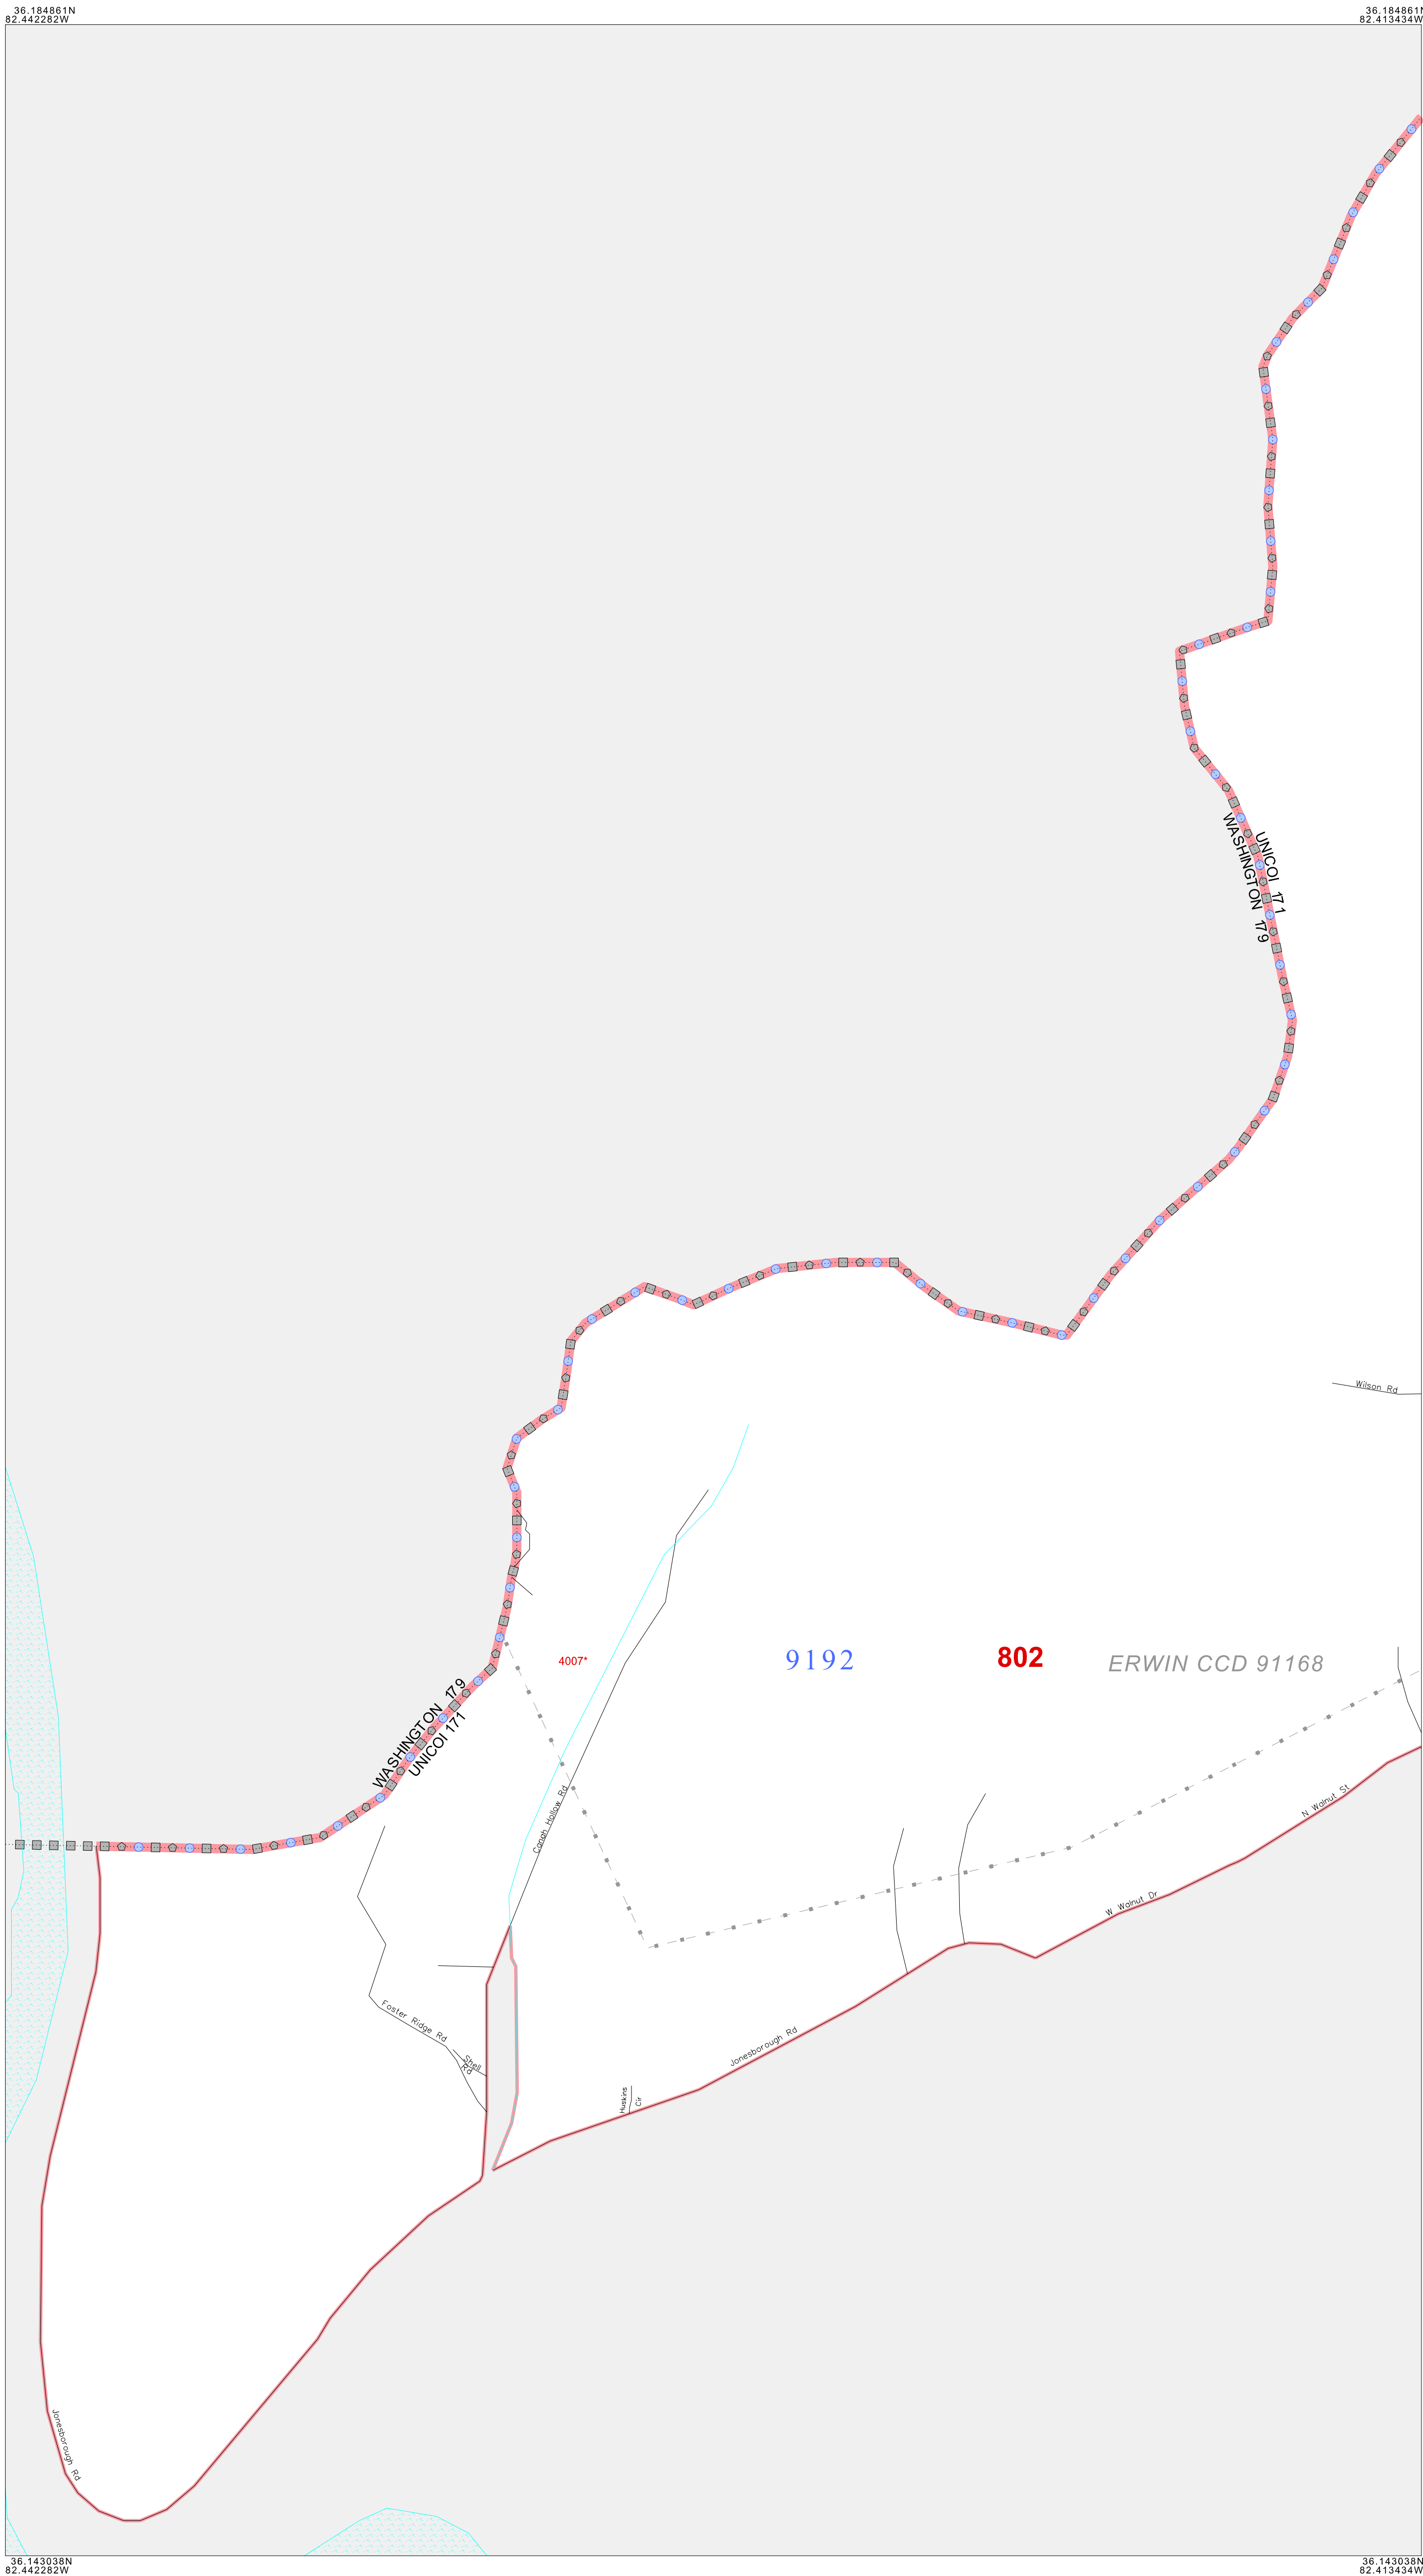 36.184861N
82.442282W
36.184861N
82.413434W
UNICOI 171
WASHINGTON 179
Wilson Rd
4007*
9192
802
ERWIN CCD 91168
WASHINGTON 179
UNICOI 171
Canah Hollow Rd
N Walnut St
W Walnut Dr
Foster Ridge Rd
Shell
Rd
Jonesborough Rd
Huskins
Cir
Jonesborough Rd
36.143038N
82.442282W
36.143038N
82.413434W